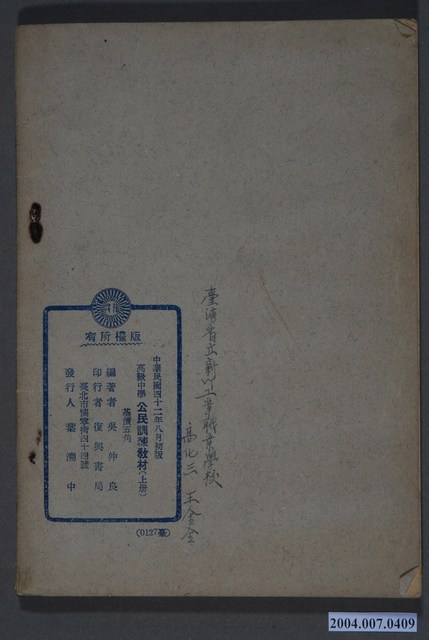 臺灣省立新竹工業職業學校
高化三 王金全
版權所有
中華民國四十二年八月初版
高級中學 公民訓練教材(上冊)
基價五角
編著者 吳仲良
印行者 復興書局
臺北市懷寧街四十四號
發行人 葉溯中
(0127臺)
2004.007.0409